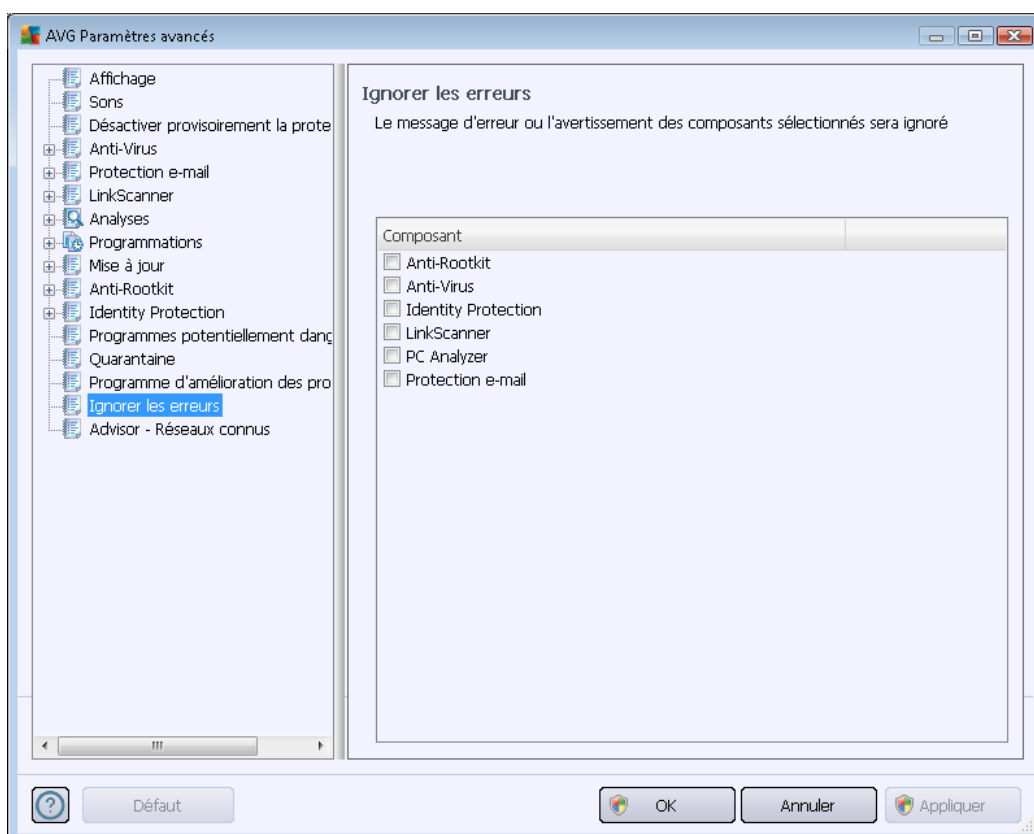 AVG Paramètres avancés
Affichage
Sons
Désactiver provisoirement la prote
Anti-Virus
Protection e-mail
LinkScanner
Analyses
Programmations
Mise à jour
Anti-Rootkit
Identity Protection
Programmes potentiellement dang
Quarantaine
Programme d'amélioration des pro
Ignorer les erreurs
Advisor - Réseaux connus
Ignorer les erreurs
Le message d'erreur ou l'avertissement des composants sélectionnés sera ignoré
Composant
Anti-Rootkit
Anti-Virus
Identity Protection
LinkScanner
PC Analyzer
Protection e-mail
Défaut
OK
Annuler
Appliquer